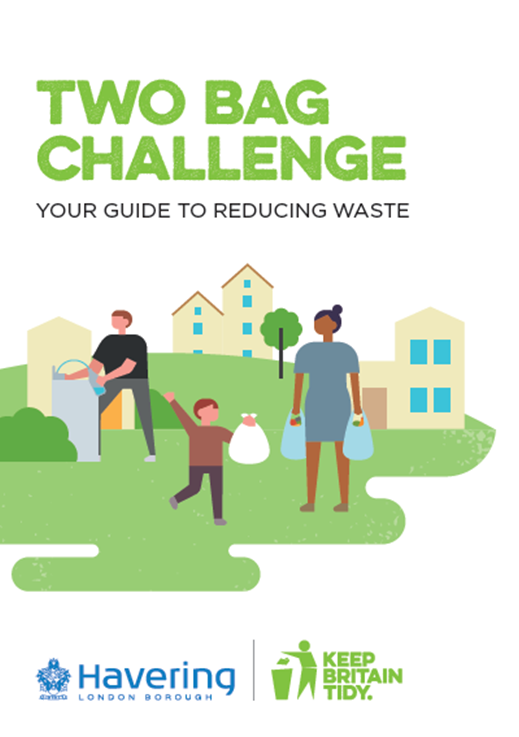 TWO BAG
CHALLENGE
YOUR GUIDE TO REDUCING WASTE
Havering
LONDON BOROUGH
KEEP
BRITAIN
TIDY.